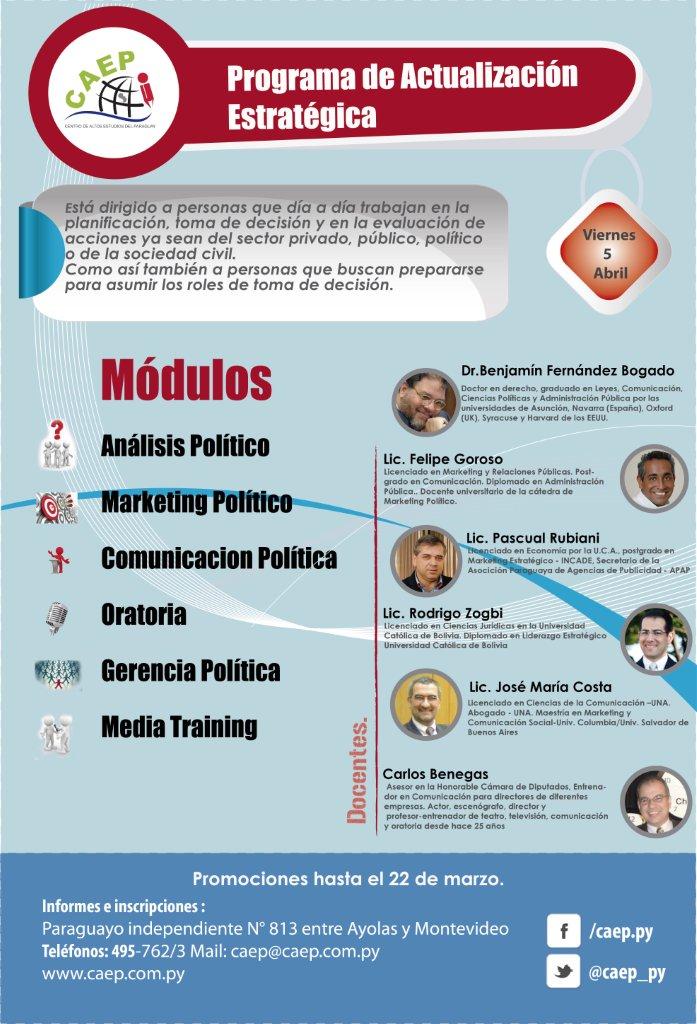 CAEP
CENTRO DE ALTOS ESTUDIOS DEL PARAGUAY
Programa de Actualización
Estratégica
Está dirigido a personas que día a día trabajan en la
planificación, toma de decisión y en la evaluación de
acciones ya sean del sector privado, público, político
o de la sociedad civil.
Como así también a personas que buscan prepararse
para asumir los roles de toma de decisión.
Viernes
5
Abril
Módulos
Análisis Político
Marketing Político
Comunicacion Política
Oratoria
Gerencia Política
Media Training
Docentes.
Dr.Benjamín Fernández Bogado
Doctor en derecho, graduado en Leyes, Comunicación,
Ciencias Políticas y Administración Pública por las
universidades de Asunción, Navarra (España), Oxford
(UK), Syracuse y Harvard de los EEUU.
Lic. Felipe Goroso
Licenciado en Marketing y Relaciones Públicas. Post-
grado en Comunicación. Diplomado en Administración
Pública.. Docente universitario de la cátedra de
Marketing Político.
Lic. Pascual Rubiani
Licenciado en Economía por la U.C.A., postgrado en
Marketing Estratégico - INCADE, Secretario de la
Asocición Paraguaya de Agencias de Publicidad - APAP
Lic. Rodrigo Zogbi
Licenciado en Ciencias Jurídicas en la Universidad
Católica de Bolivia. Diplomado en Liderazgo Estratégico
Universidad Católica de Bolivia
Lic. José María Costa
Licenciado en Ciencias de la Comunicación –UNA.
Abogado - UNA. Maestría en Marketing y
Comunicación Social-Univ. Columbia/Univ. Salvador de
Buenos Aires
Carlos Benegas
Asesor en la Honorable Cámara de Diputados, Entrena-
dor en Comunicación para directores de diferentes
empresas. Actor, escenógrafo, director y
profesor-entrenador de teatro, televisión, comunicación
y oratoria desde hace 25 años
Promociones hasta el 22 de marzo.
Informes e inscripciones :
Paraguayo independiente N° 813 entre Ayolas y Montevideo
Teléfonos: 495-762/3 Mail: caep@caep.com.py
www.caep.com.py
/caep.py
@caep_py